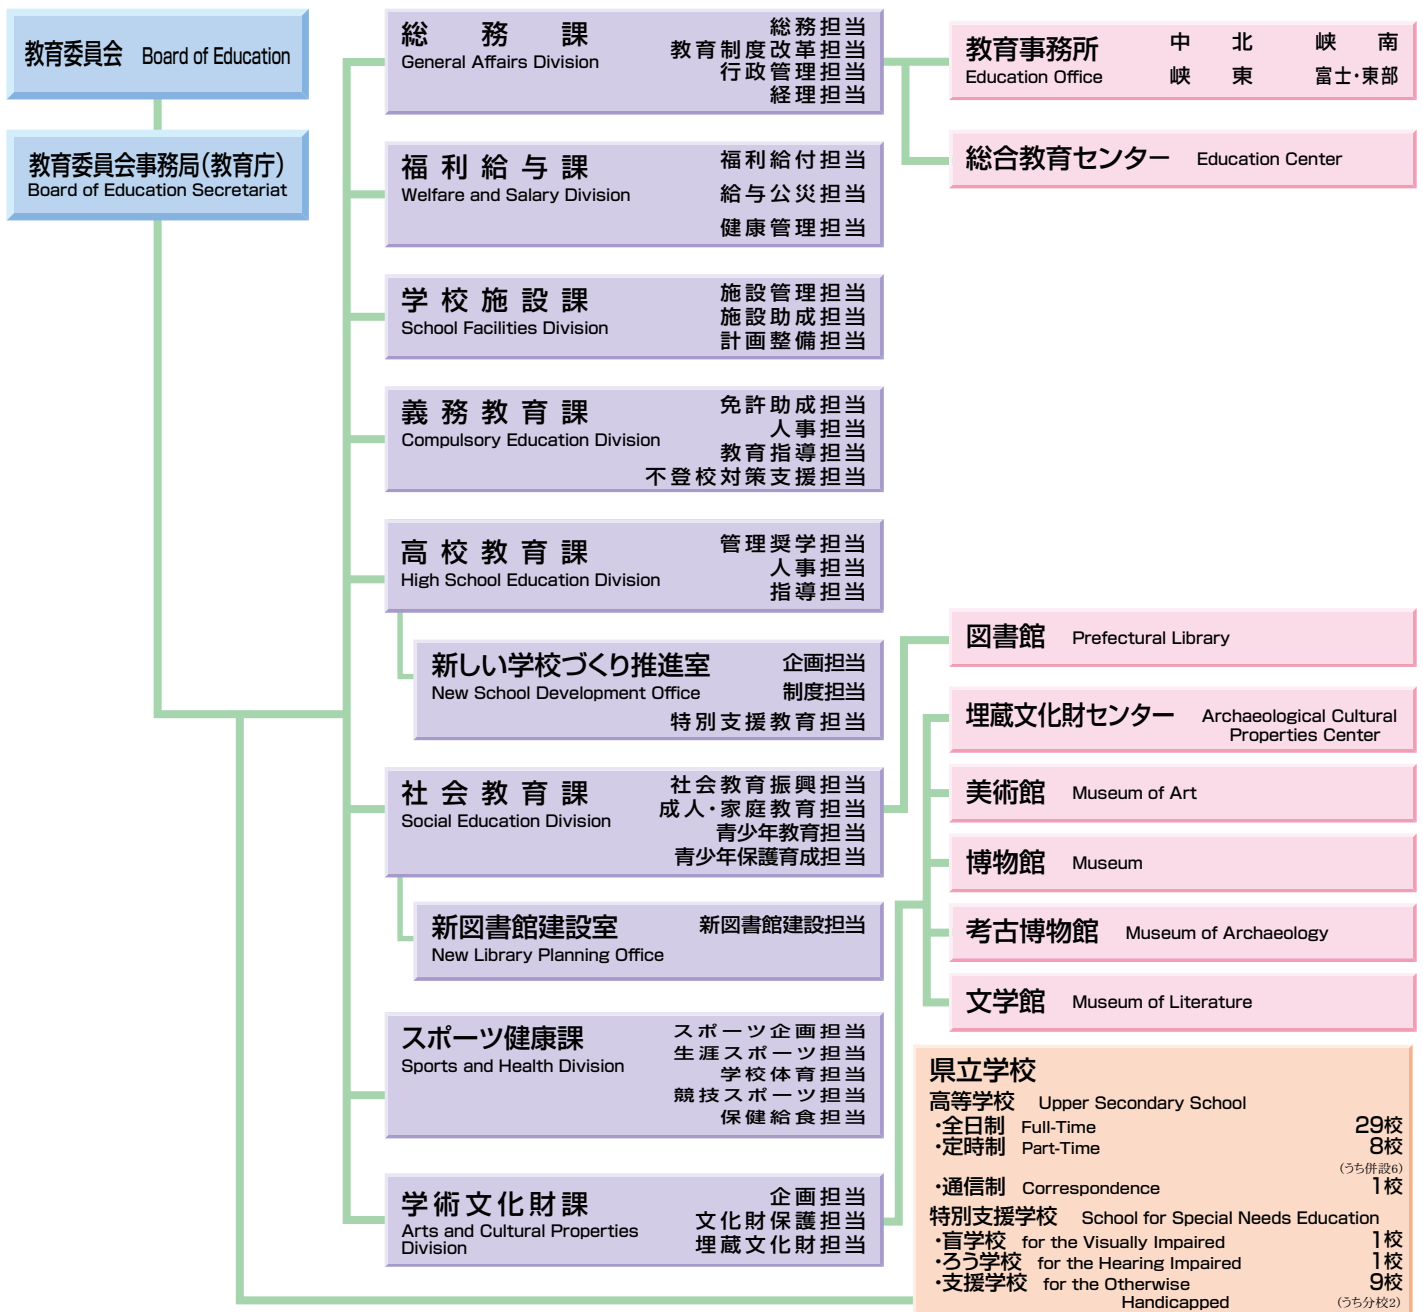 教育委員会 Board of Education
教育委員会事務局(教育庁)
Board of Education Secretariat
総務課
General Affairs Division
総務担当
教育制度改革担当
行政管理担当
経理担当
教育事務所
Education Office
中北 峡南
峡東 富士・東部
総合教育センター Education Center
福利給与課
Welfare and Salary Division
福利給付担当
給与公災担当
健康管理担当
学校施設課
School Facilities Division
施設管理担当
施設助成担当
計画整備担当
義務教育課
Compulsory Education Division
免許助成担当
人事担当
教育指導担当
不登校対策支援担当
高校教育課
High School Education Division
管理奨学担当
人事担当
指導担当
新しい学校づくり推進室
New School Development Office
企画担当
制度担当
特別支援教育担当
社会教育課
Social Education Division
社会教育振興担当
成人・家庭教育担当
青少年教育担当
青少年保護育成担当
図書館 Prefectural Library
新図書館建設室
New Library Planning Office
新図書館建設担当
スポーツ健康課
Sports and Health Division
スポーツ企画担当
生涯スポーツ担当
学校体育担当
競技スポーツ担当
保健給食担当
学術文化財課
Arts and Cultural Properties
Division
企画担当
文化財保護担当
埋蔵文化財担当
埋蔵文化財センター Archaeological Cultural
Properties Center
美術館 Museum of Art
博物館 Museum
考古博物館 Museum of Archaeology
文学館 Museum of Literature
県立学校
高等学校 Upper Secondary School
・全日制 Full-Time 29校
・定時制 Part-Time 8校
(うち併設6)
・通信制 Correspondence 1校
特別支援学校 School for Special Needs Education
・盲学校 for the Visually Impaired 1校
・ろう学校 for the Hearing Impaired 1校
・支援学校 for the Otherwise 9校
Handicapped (うち分校2)